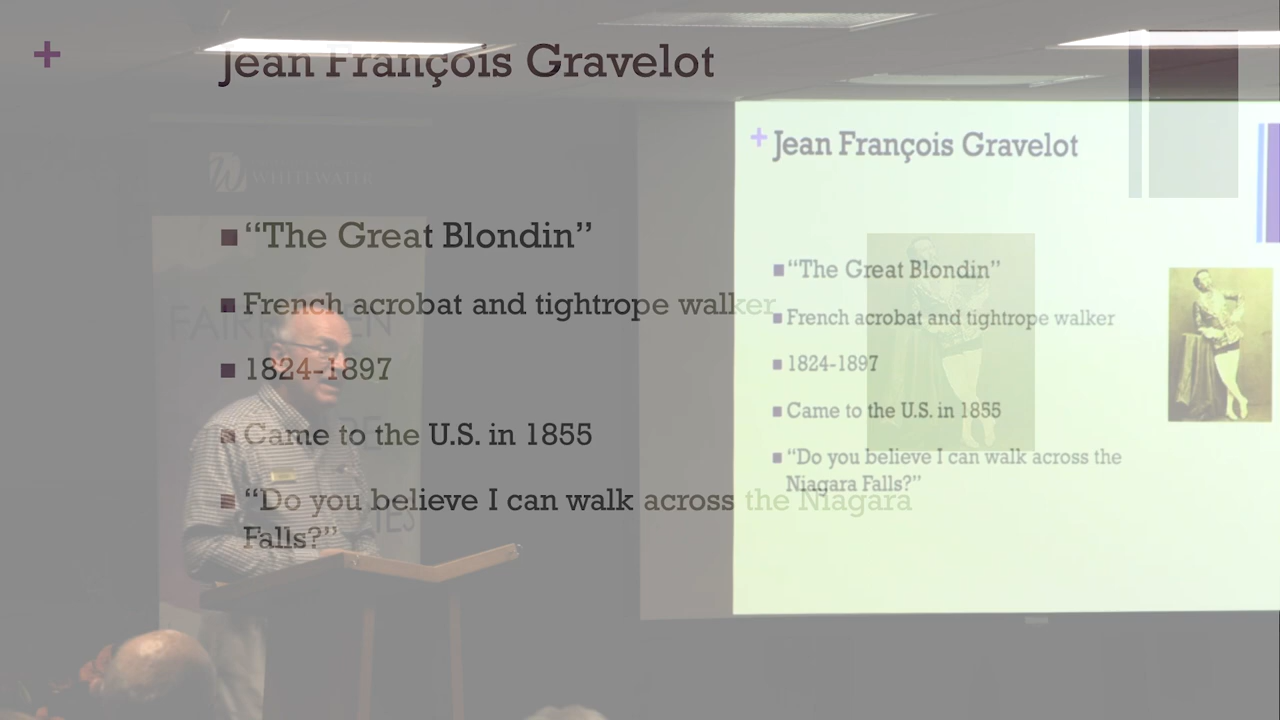 + Jean François Gravelot
WHITEWATER
■ “The Great Blondin”
■ French acrobat and tightrope walker
■ 1824-1897
■ Came to the U.S. in 1855
■ “Do you believe I can walk across the Niagara
Falls?”
+ Jean François Gravelot
■ “The Great Blondin”
■ French acrobat and tightrope walker
■ 1824-1897
■ Came to the U.S. in 1855
■ “Do you believe I can walk across the
Niagara Falls?”